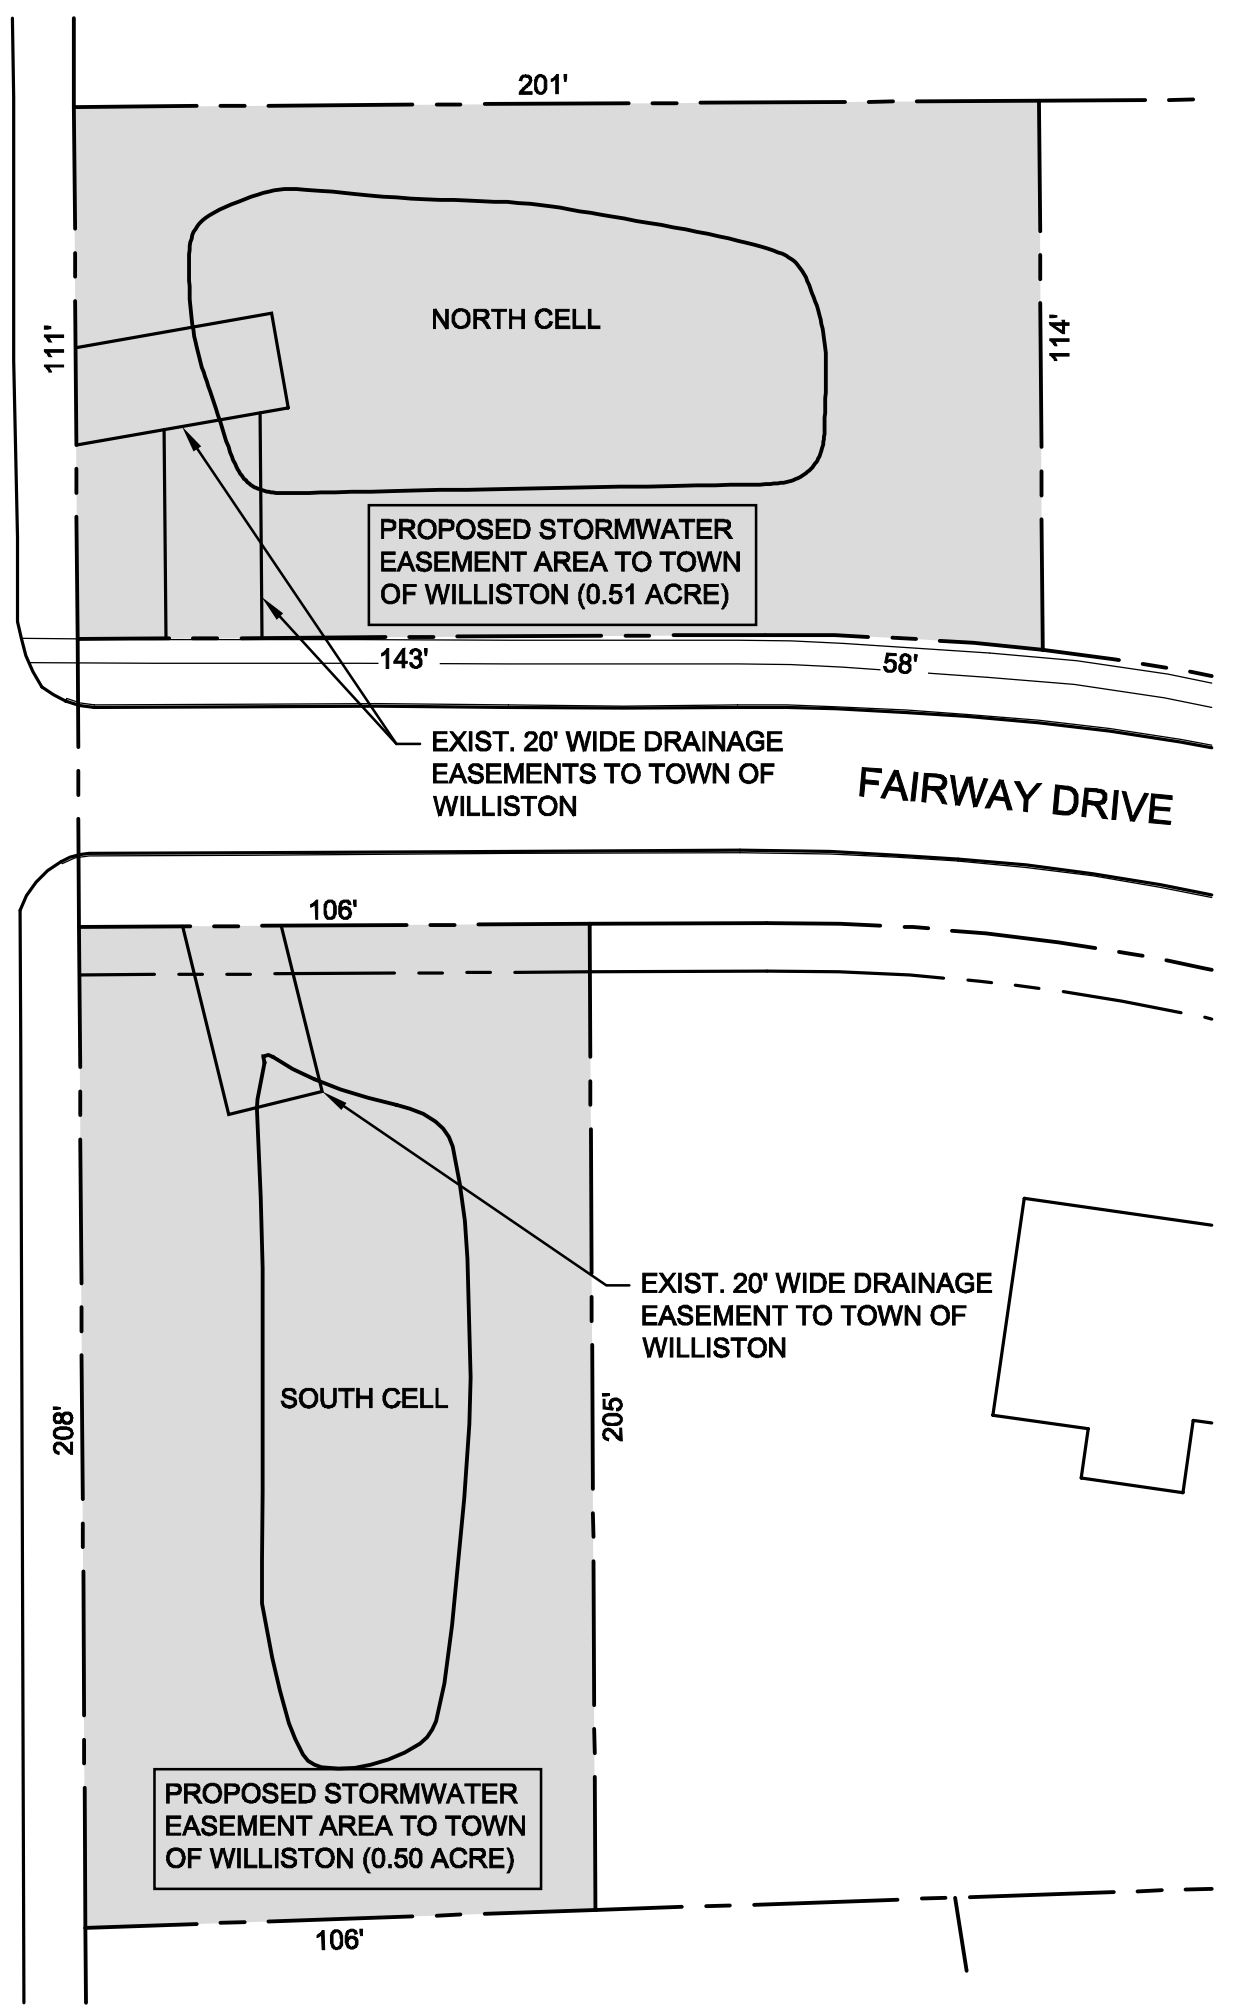 201'
NORTH CELL
111'
114'
PROPOSED STORMWATER
EASEMENT AREA TO TOWN
OF WILLISTON (0.51 ACRE)
143'
58'
EXIST. 20' WIDE DRAINAGE
EASEMENTS TO TOWN OF
WILLISTON
FAIRWAY DRIVE
106'
EXIST. 20' WIDE DRAINAGE
EASEMENT TO TOWN OF
WILLISTON
SOUTH CELL
208'
205'
PROPOSED STORMWATER
EASEMENT AREA TO TOWN
OF WILLISTON (0.50 ACRE)
106'